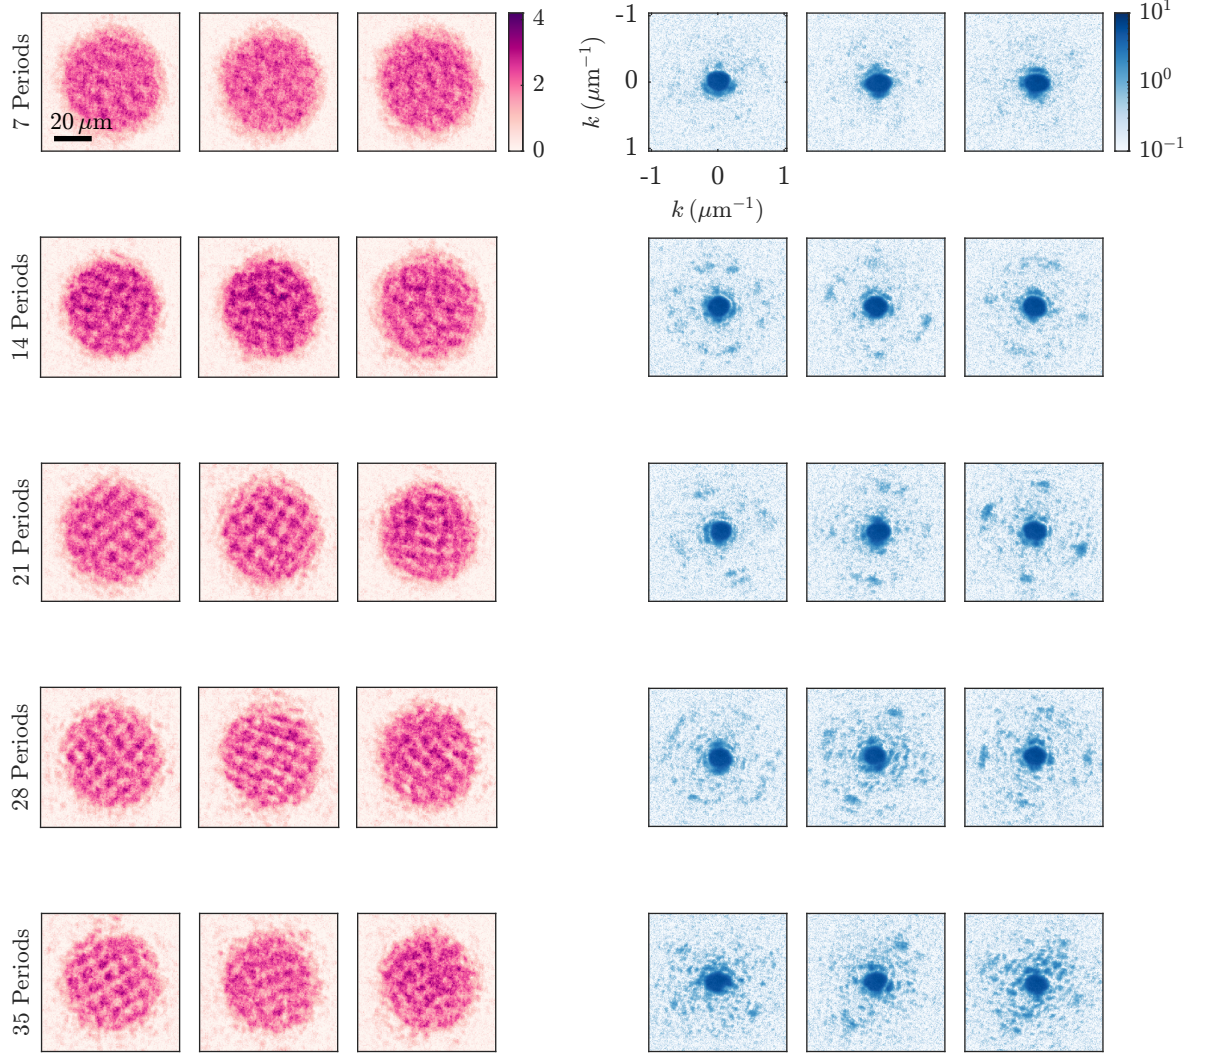 7 Periods
20 μm
4
2
0
k (μm⁻¹)
-1
0
1
-1 0 1
k (μm⁻¹)
10¹
10⁰
10⁻¹
14 Periods
21 Periods
28 Periods
35 Periods